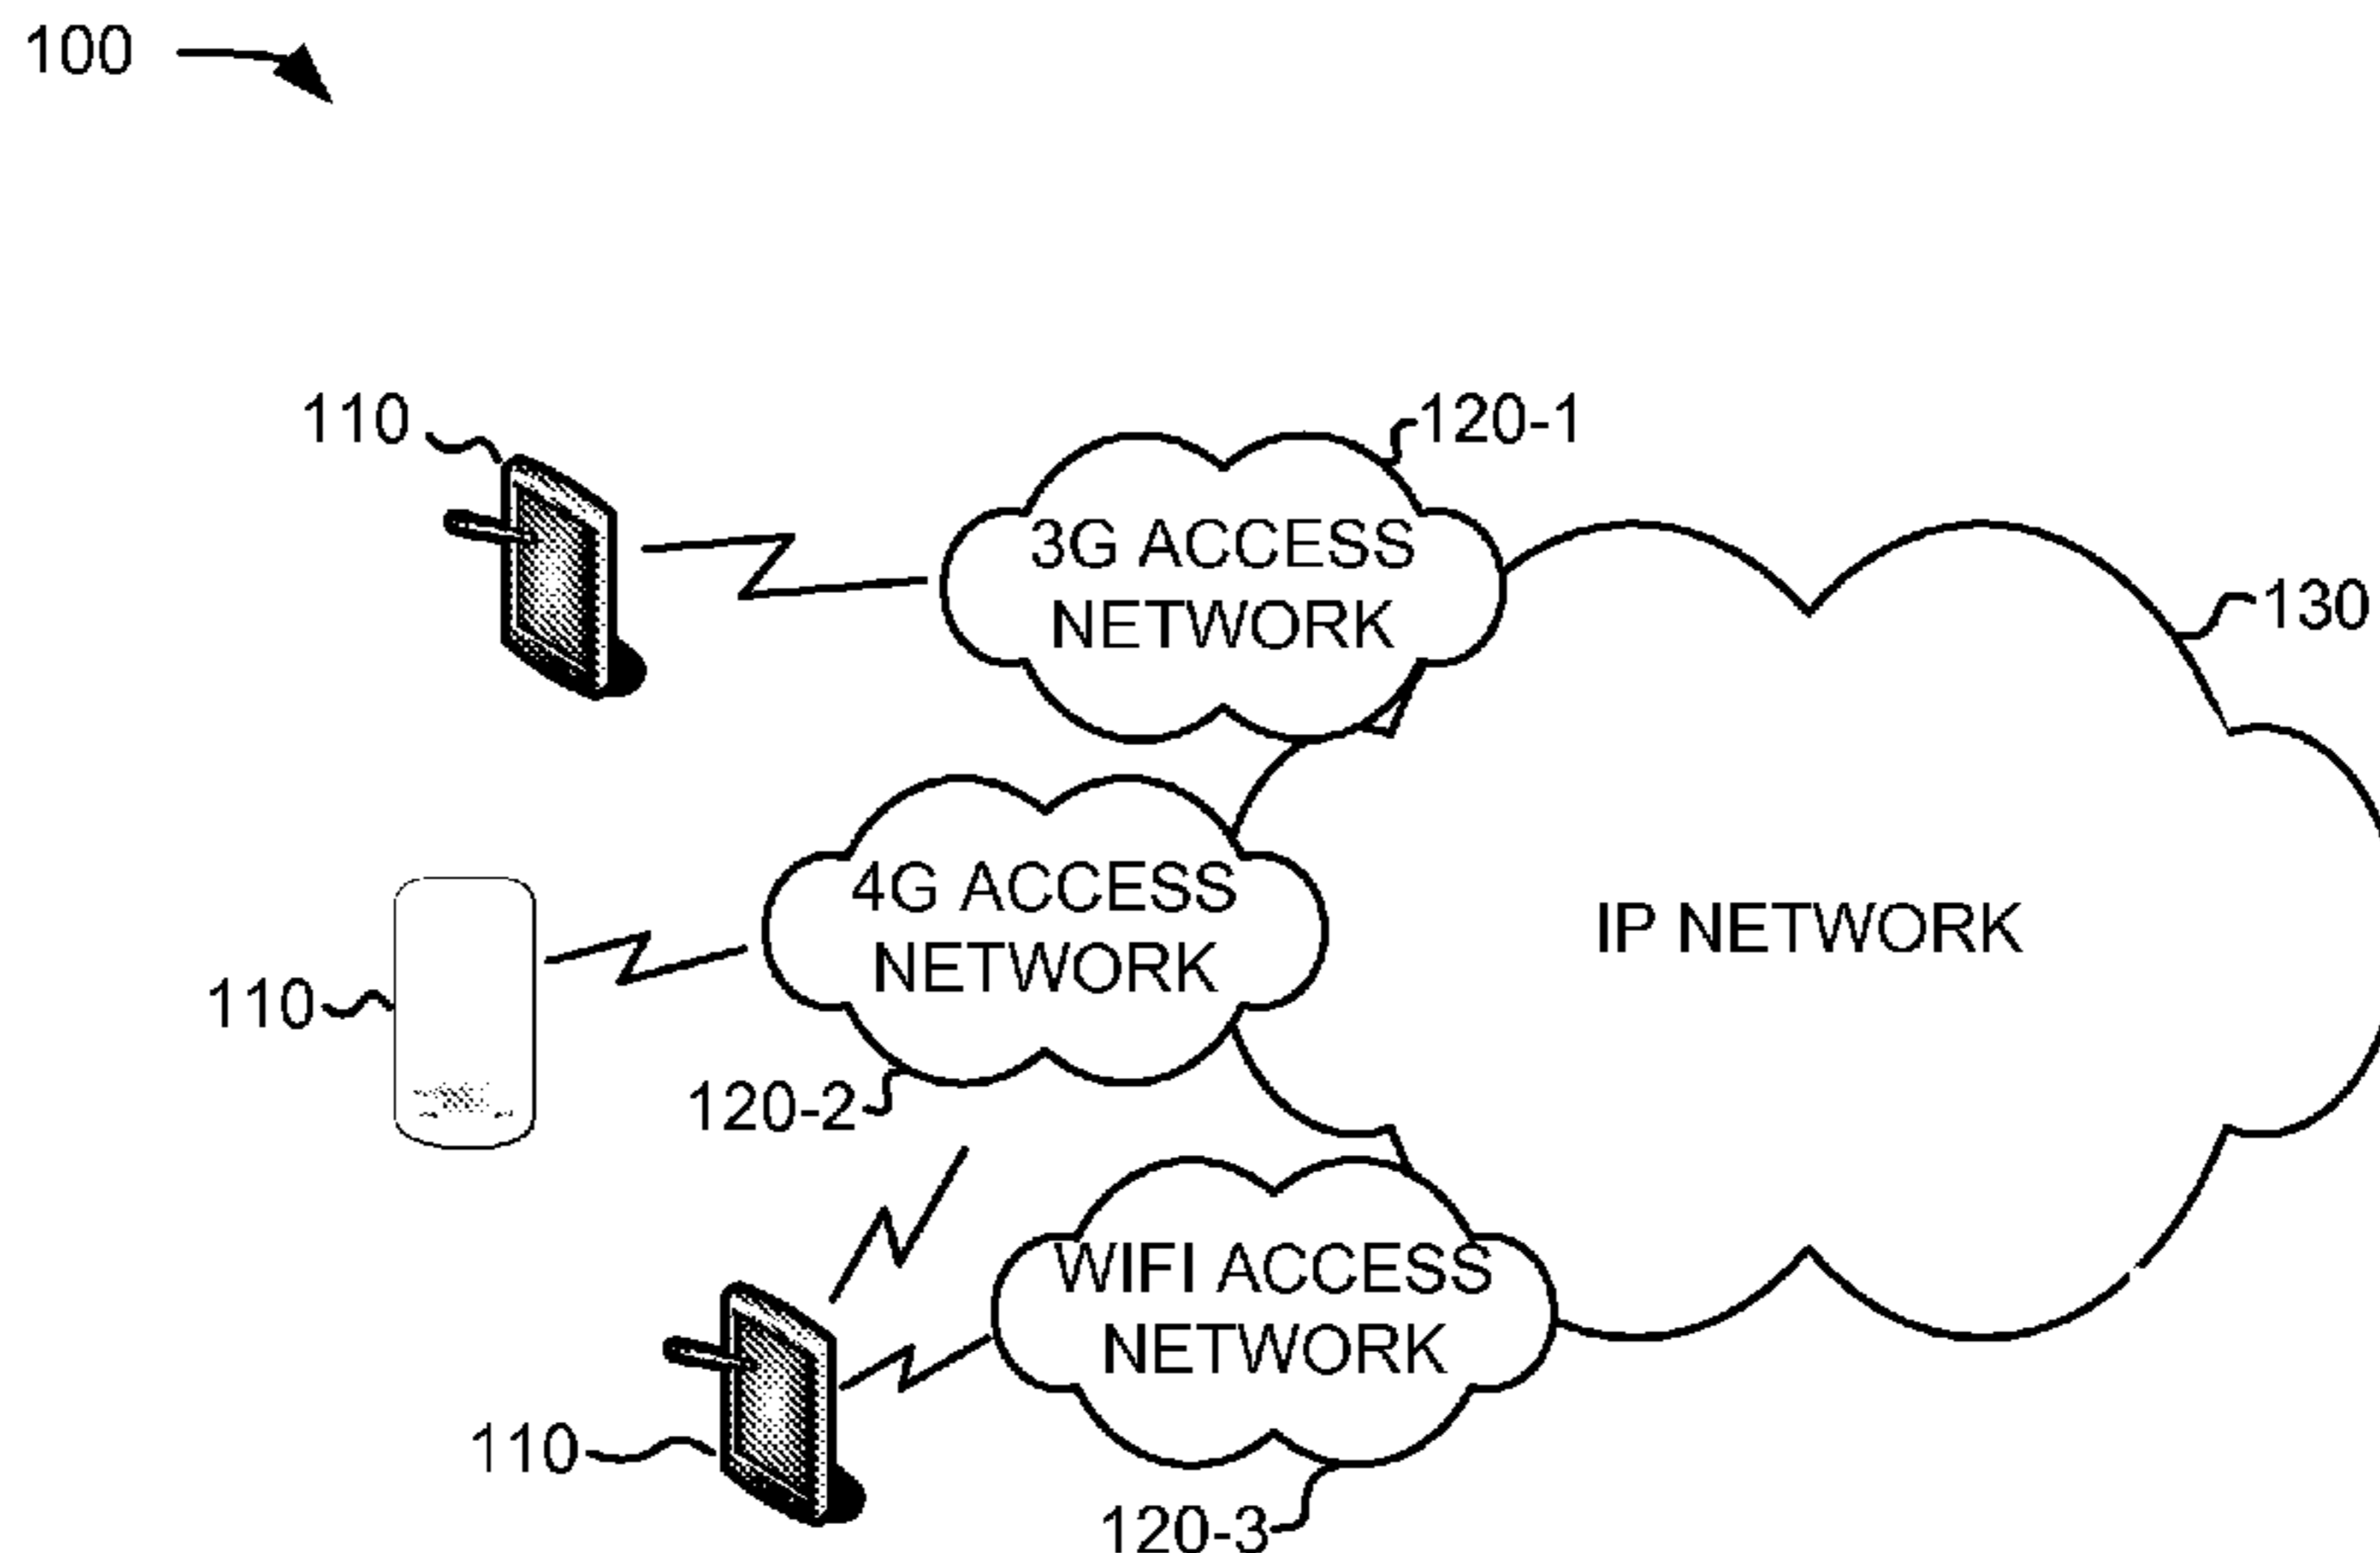 100
110
120-1
3G ACCESS
NETWORK
130
4G ACCESS
NETWORK
IP NETWORK
110
120-2
WIFI ACCESS
NETWORK
110
120-3